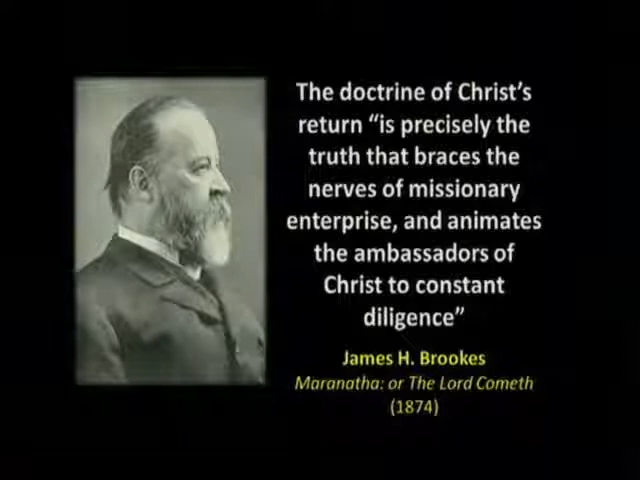 The doctrine of Christ's
return “is precisely the
truth that braces the
nerves of missionary
enterprise, and animates
the ambassadors of
Christ to constant
diligence”
James H. Brookes
Maranatha: or The Lord Cometh
(1874)